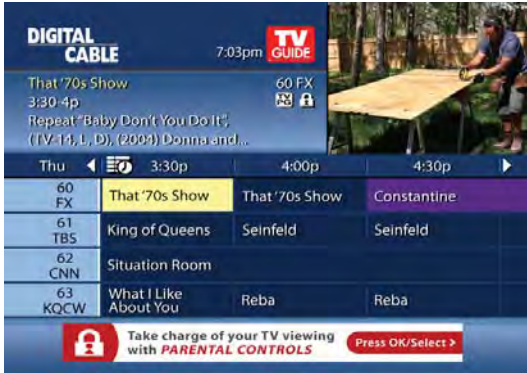 DIGITAL
CABLE
7:03pm
TV
GUIDE
That '70s Show
60 FX
3:30-4p
TV
PG
Repeat "Baby Don't You Do It",
(TV-14, L, D), (2004) Donna and...
Thu
3:30p
4:00p
4:30p
60
FX
That '70s Show
That '70s Show
Constantine
61
TBS
King of Queens
Seinfeld
Seinfeld
62
CNN
Situation Room
63
KQCW
What I Like
About You
Reba
Reba
Take charge of your TV viewing
with PARENTAL CONTROLS
Press OK/Select >